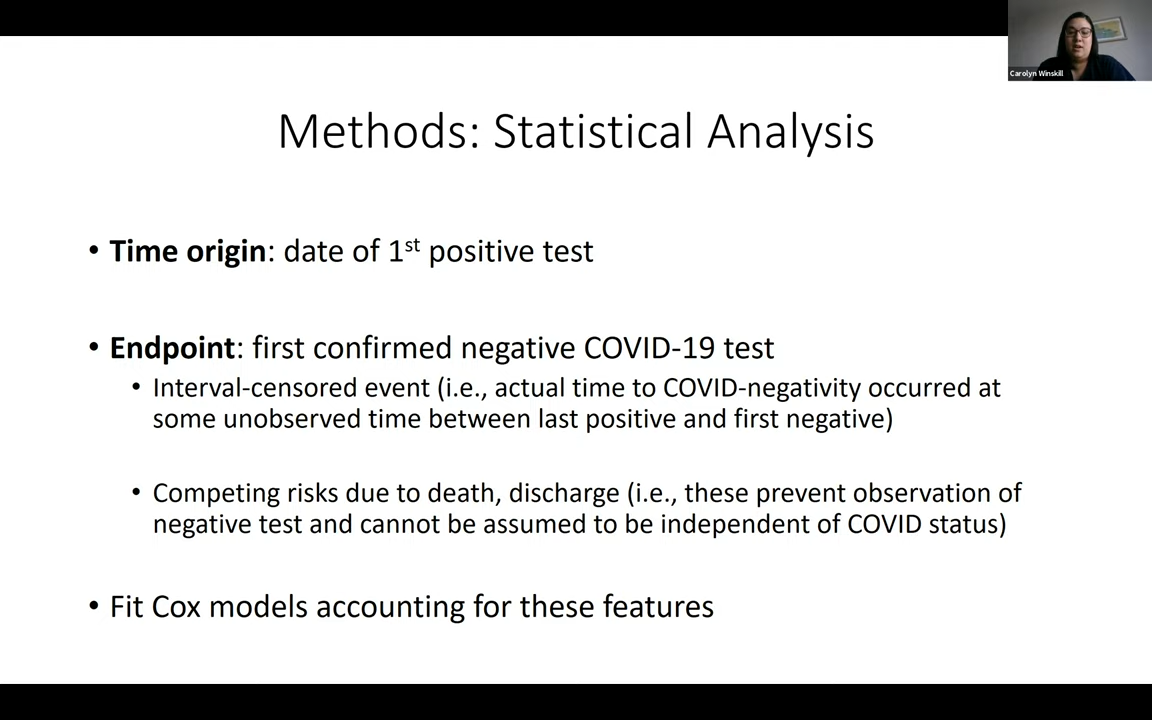 Carolyn Winskill
Methods: Statistical Analysis
• Time origin: date of 1st positive test
• Endpoint: first confirmed negative COVID-19 test
• Interval-censored event (i.e., actual time to COVID-negativity occurred at
some unobserved time between last positive and first negative)
• Competing risks due to death, discharge (i.e., these prevent observation of
negative test and cannot be assumed to be independent of COVID status)
• Fit Cox models accounting for these features